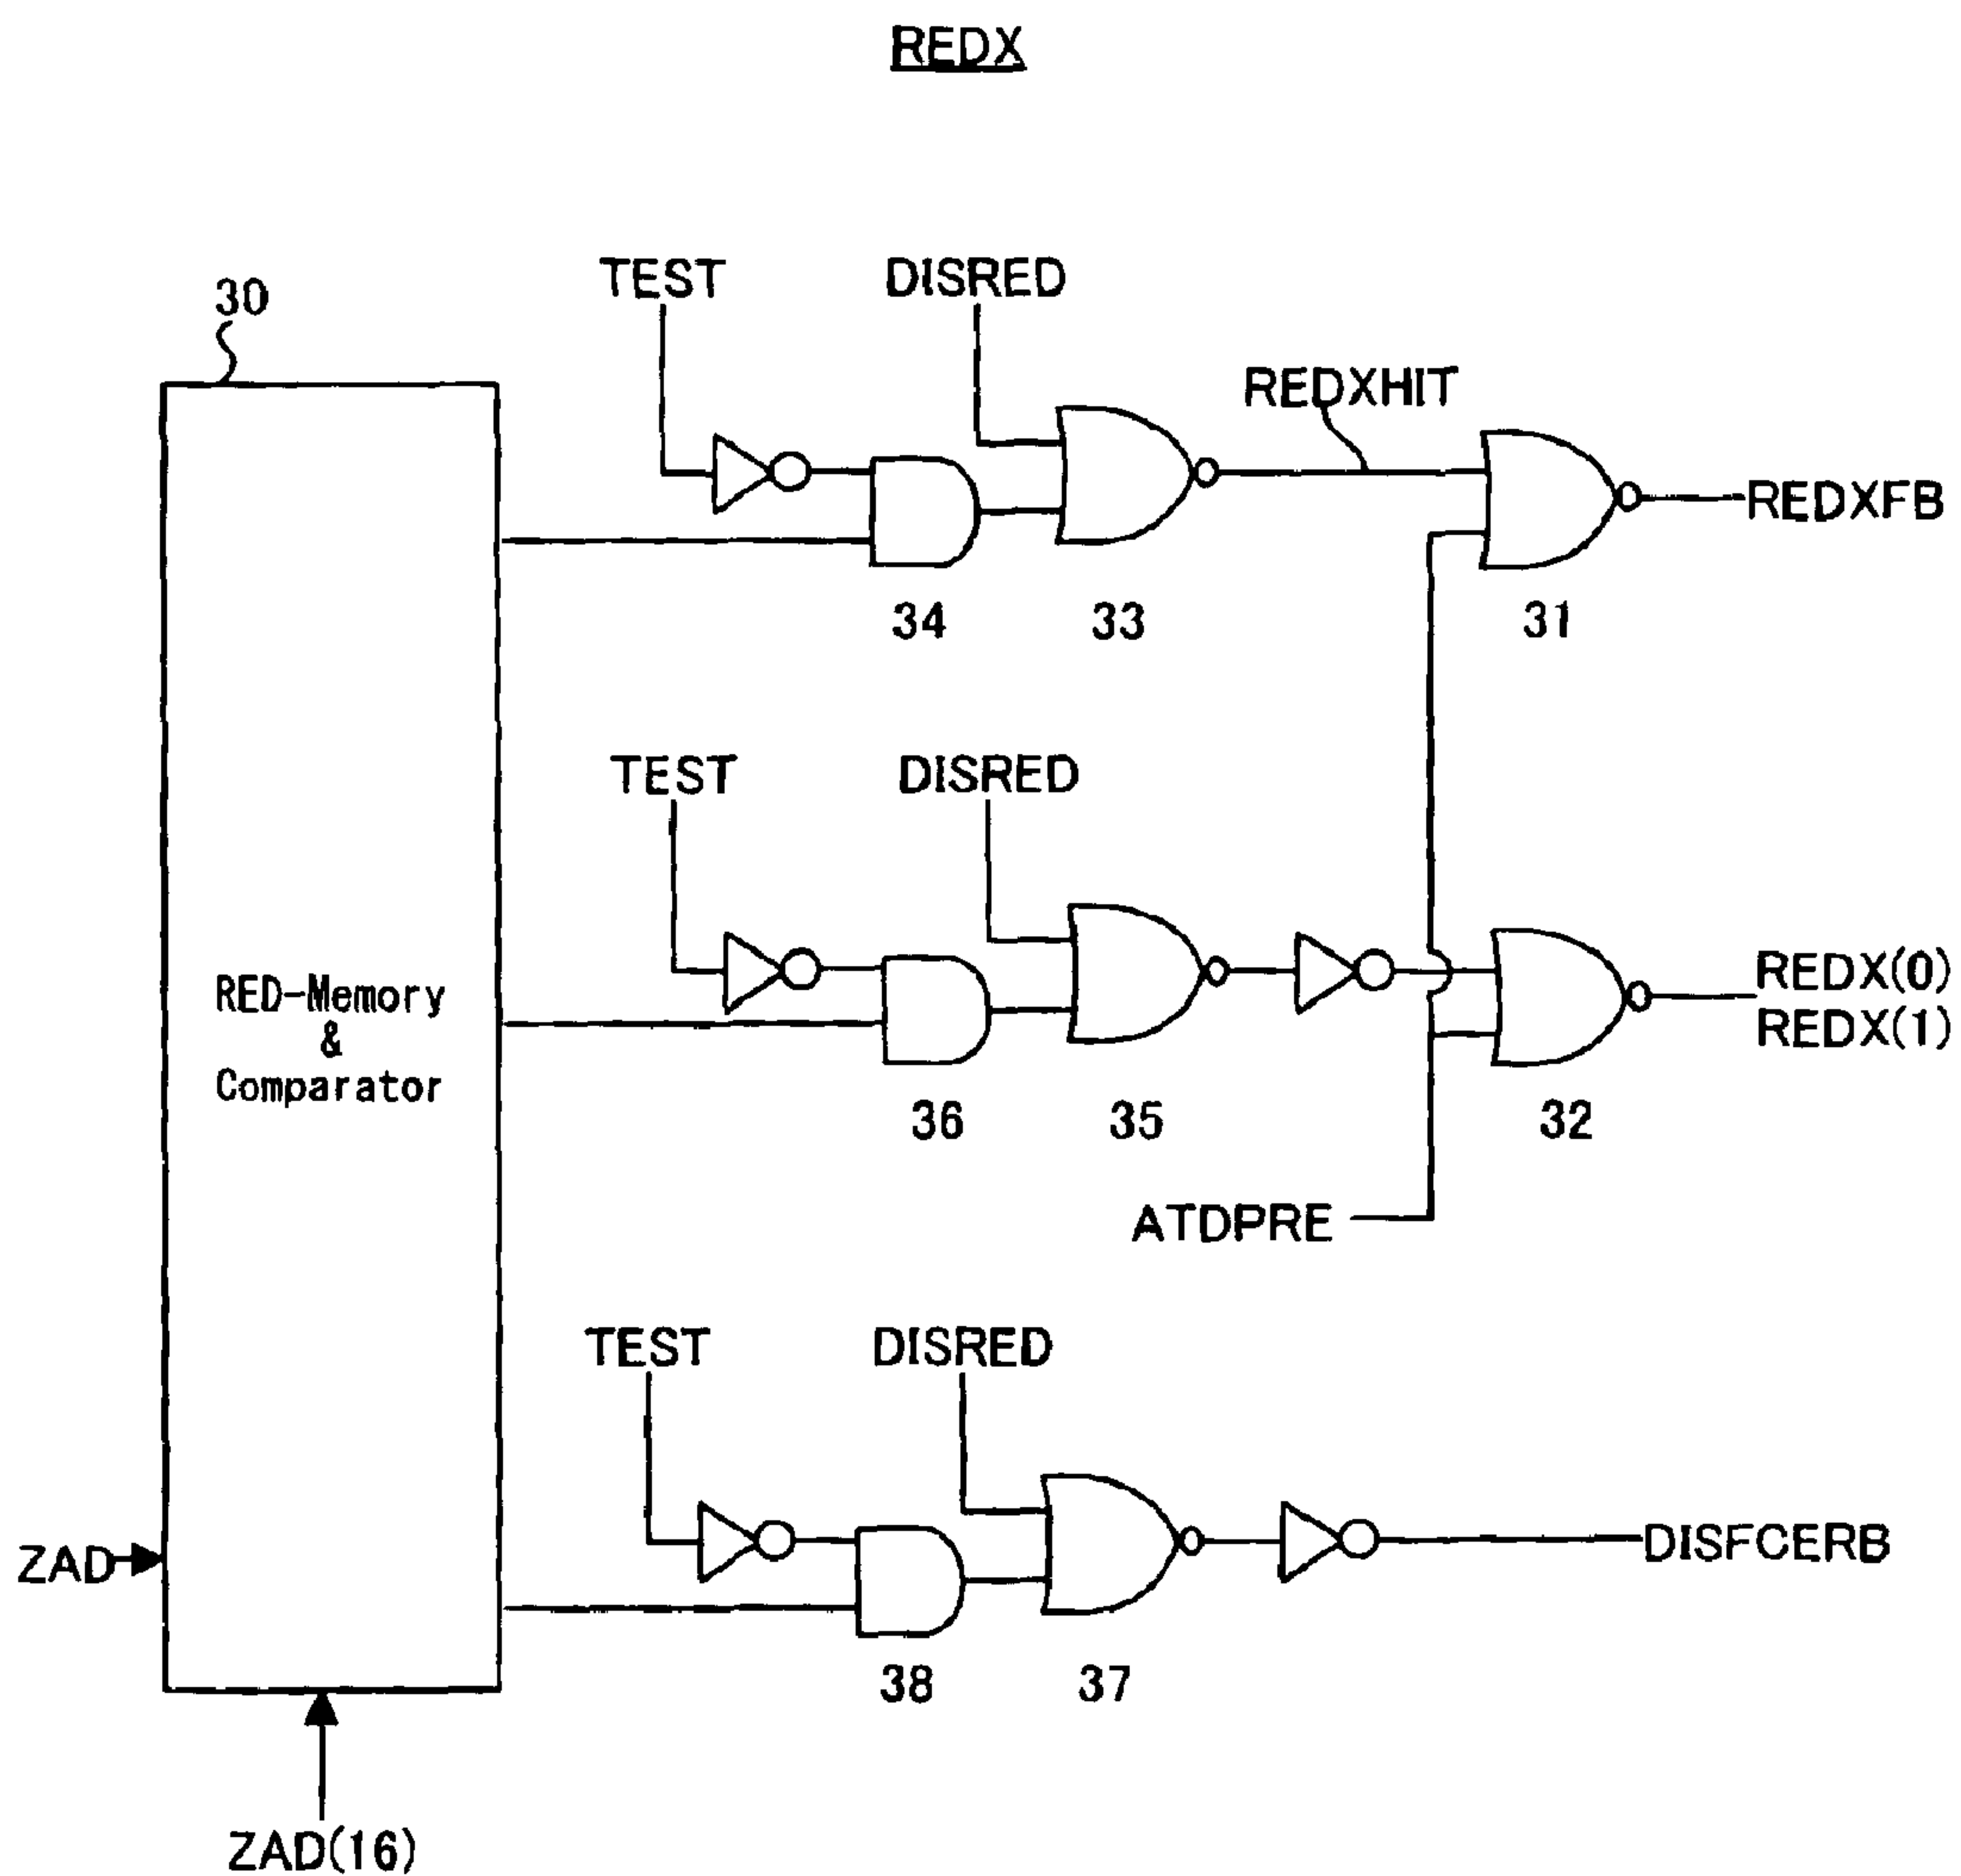 REDX
TEST
DISRED
30
REDXHIT
REDXFB
34
33
31
TEST
DISRED
RED-Memory
&
Comparator
REDX(0)
REDX(1)
36
35
32
ATDPRE
TEST
DISRED
ZAD
DISFCERB
38
37
ZAD(16)